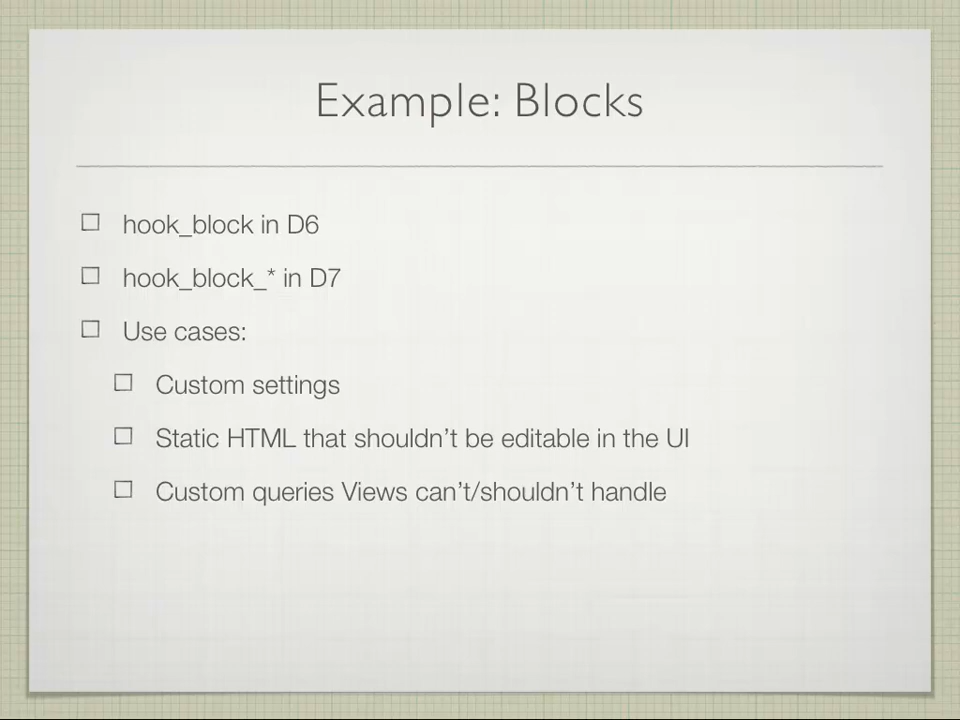 Example: Blocks
hook_block in D6
hook_block_* in D7
Use cases:
Custom settings
Static HTML that shouldn’t be editable in the UI
Custom queries Views can’t/shouldn’t handle